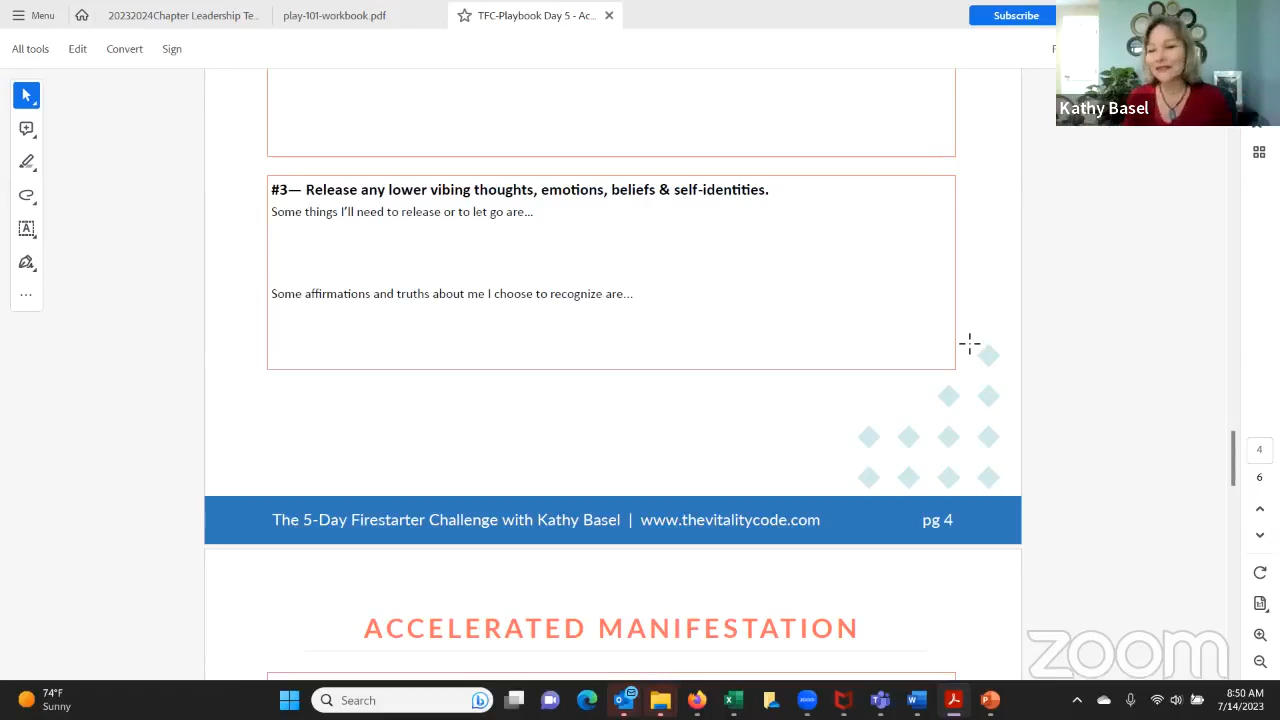 Menu
20232024Chapter Leadership Te...
play-101-workbook.pdf
TFC-Playbook Day 5 - Ac...
Subscribe
All tools
Edit
Convert
Sign
Kathy Basel
#3— Release any lower vibing thoughts, emotions, beliefs & self-identities.
Some things I'll need to release or to let go are...
Some affirmations and truths about me I choose to recognize are...
4
6
The 5-Day Firestarter Challenge with Kathy Basel | www.thevitalitycode.com
pg 4
ACCELERATED MANIFESTATION
zoom
74°F
Sunny
Search
8:50 AM
7/14/2023